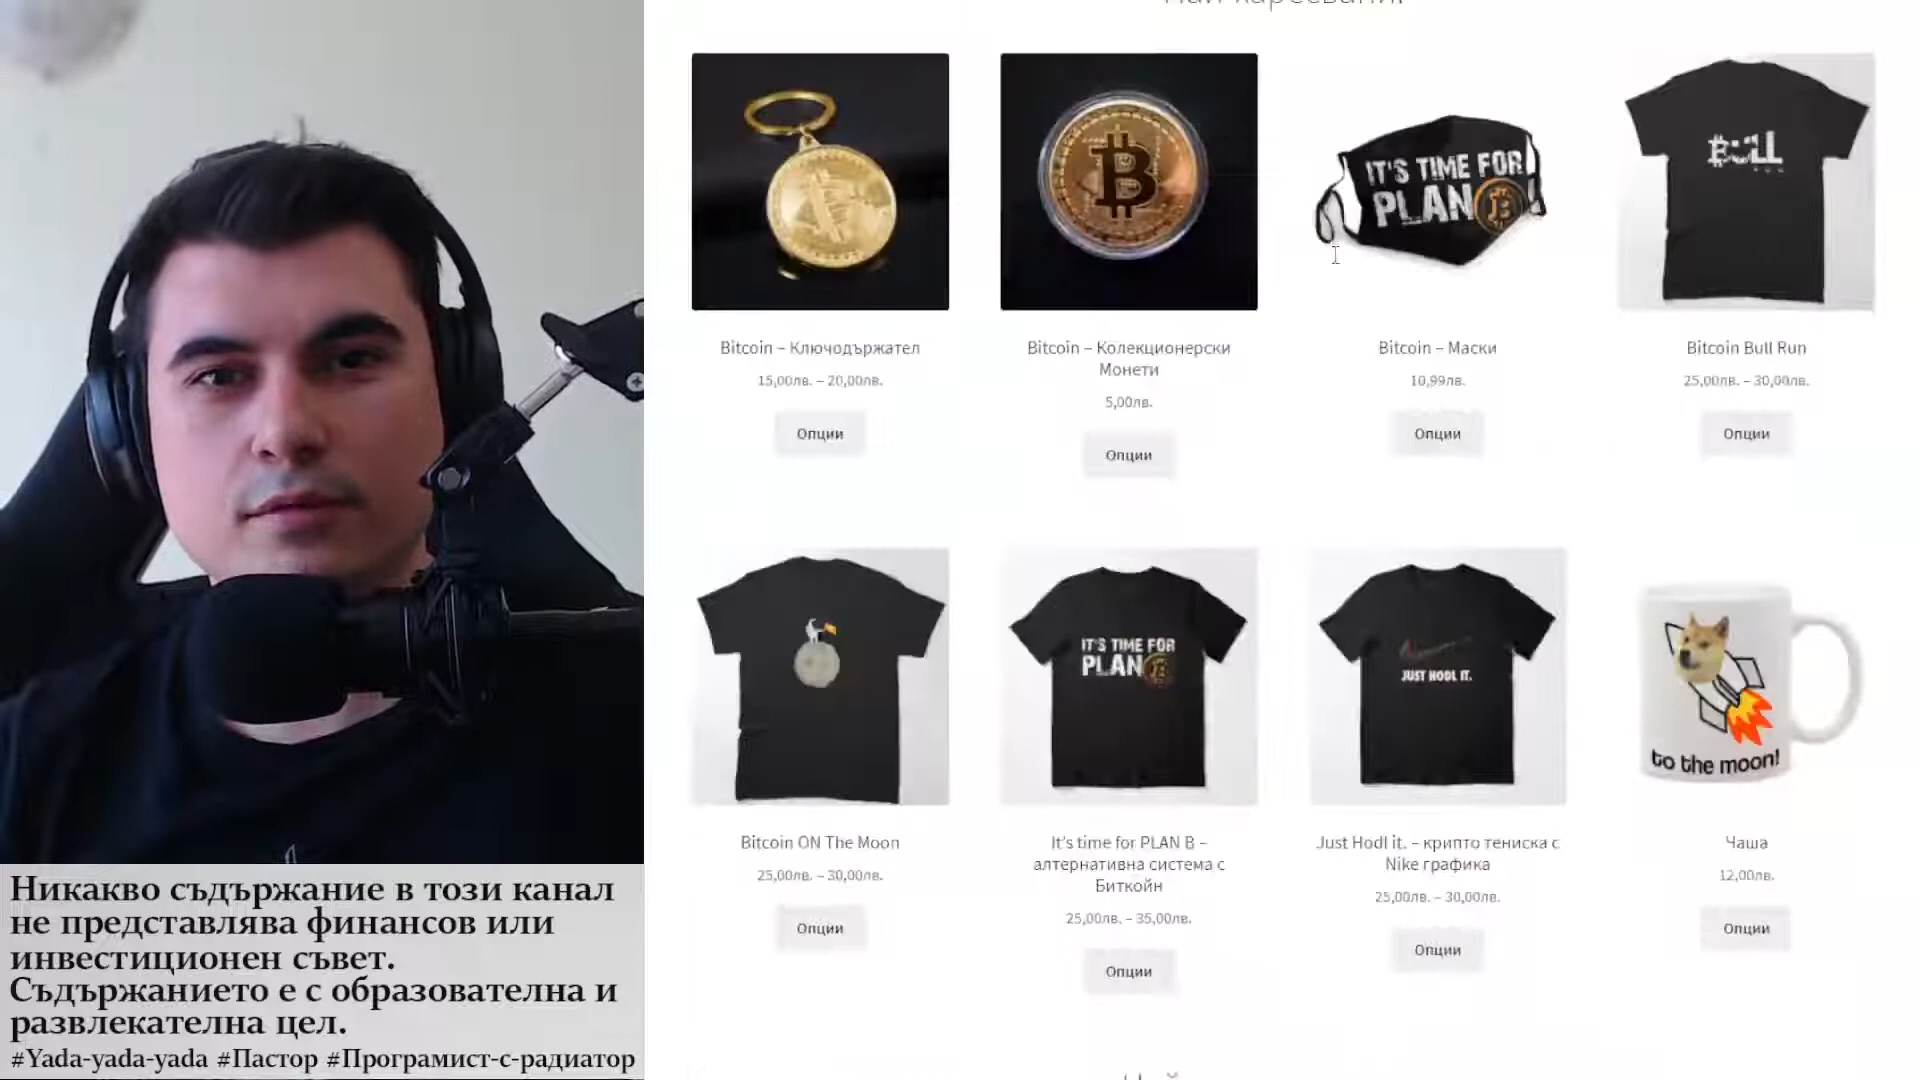 Най-харесвани!
IT'S TIME FOR
PLAN
BULL
Bitcoin – Ключодържател
15,00лв. – 20,00лв.
Опции
Bitcoin – Колекционерски
Монети
5,00лв.
Опции
Bitcoin – Маски
10,99лв.
Опции
Bitcoin Bull Run
25,00лв. – 30,00лв.
Опции
IT'S TIME FOR
PLAN
JUST HODL IT.
to the moon!
Bitcoin ON The Moon
25,00лв. – 30,00лв.
Опции
It's time for PLAN B –
алтернативна система с
Биткойн
25,00лв. – 35,00лв.
Опции
Just Hodl it. – крипто тениска с
Nike графика
25,00лв. – 30,00лв.
Опции
Чаша
12,00лв.
Опции
Никакво съдържание в този канал
не представлява финансов или
инвестиционен съвет.
Съдържанието е с образователна и
развлекателна цел.
#Yada-yada-yada #Пастор #Програмист-с-радиатор